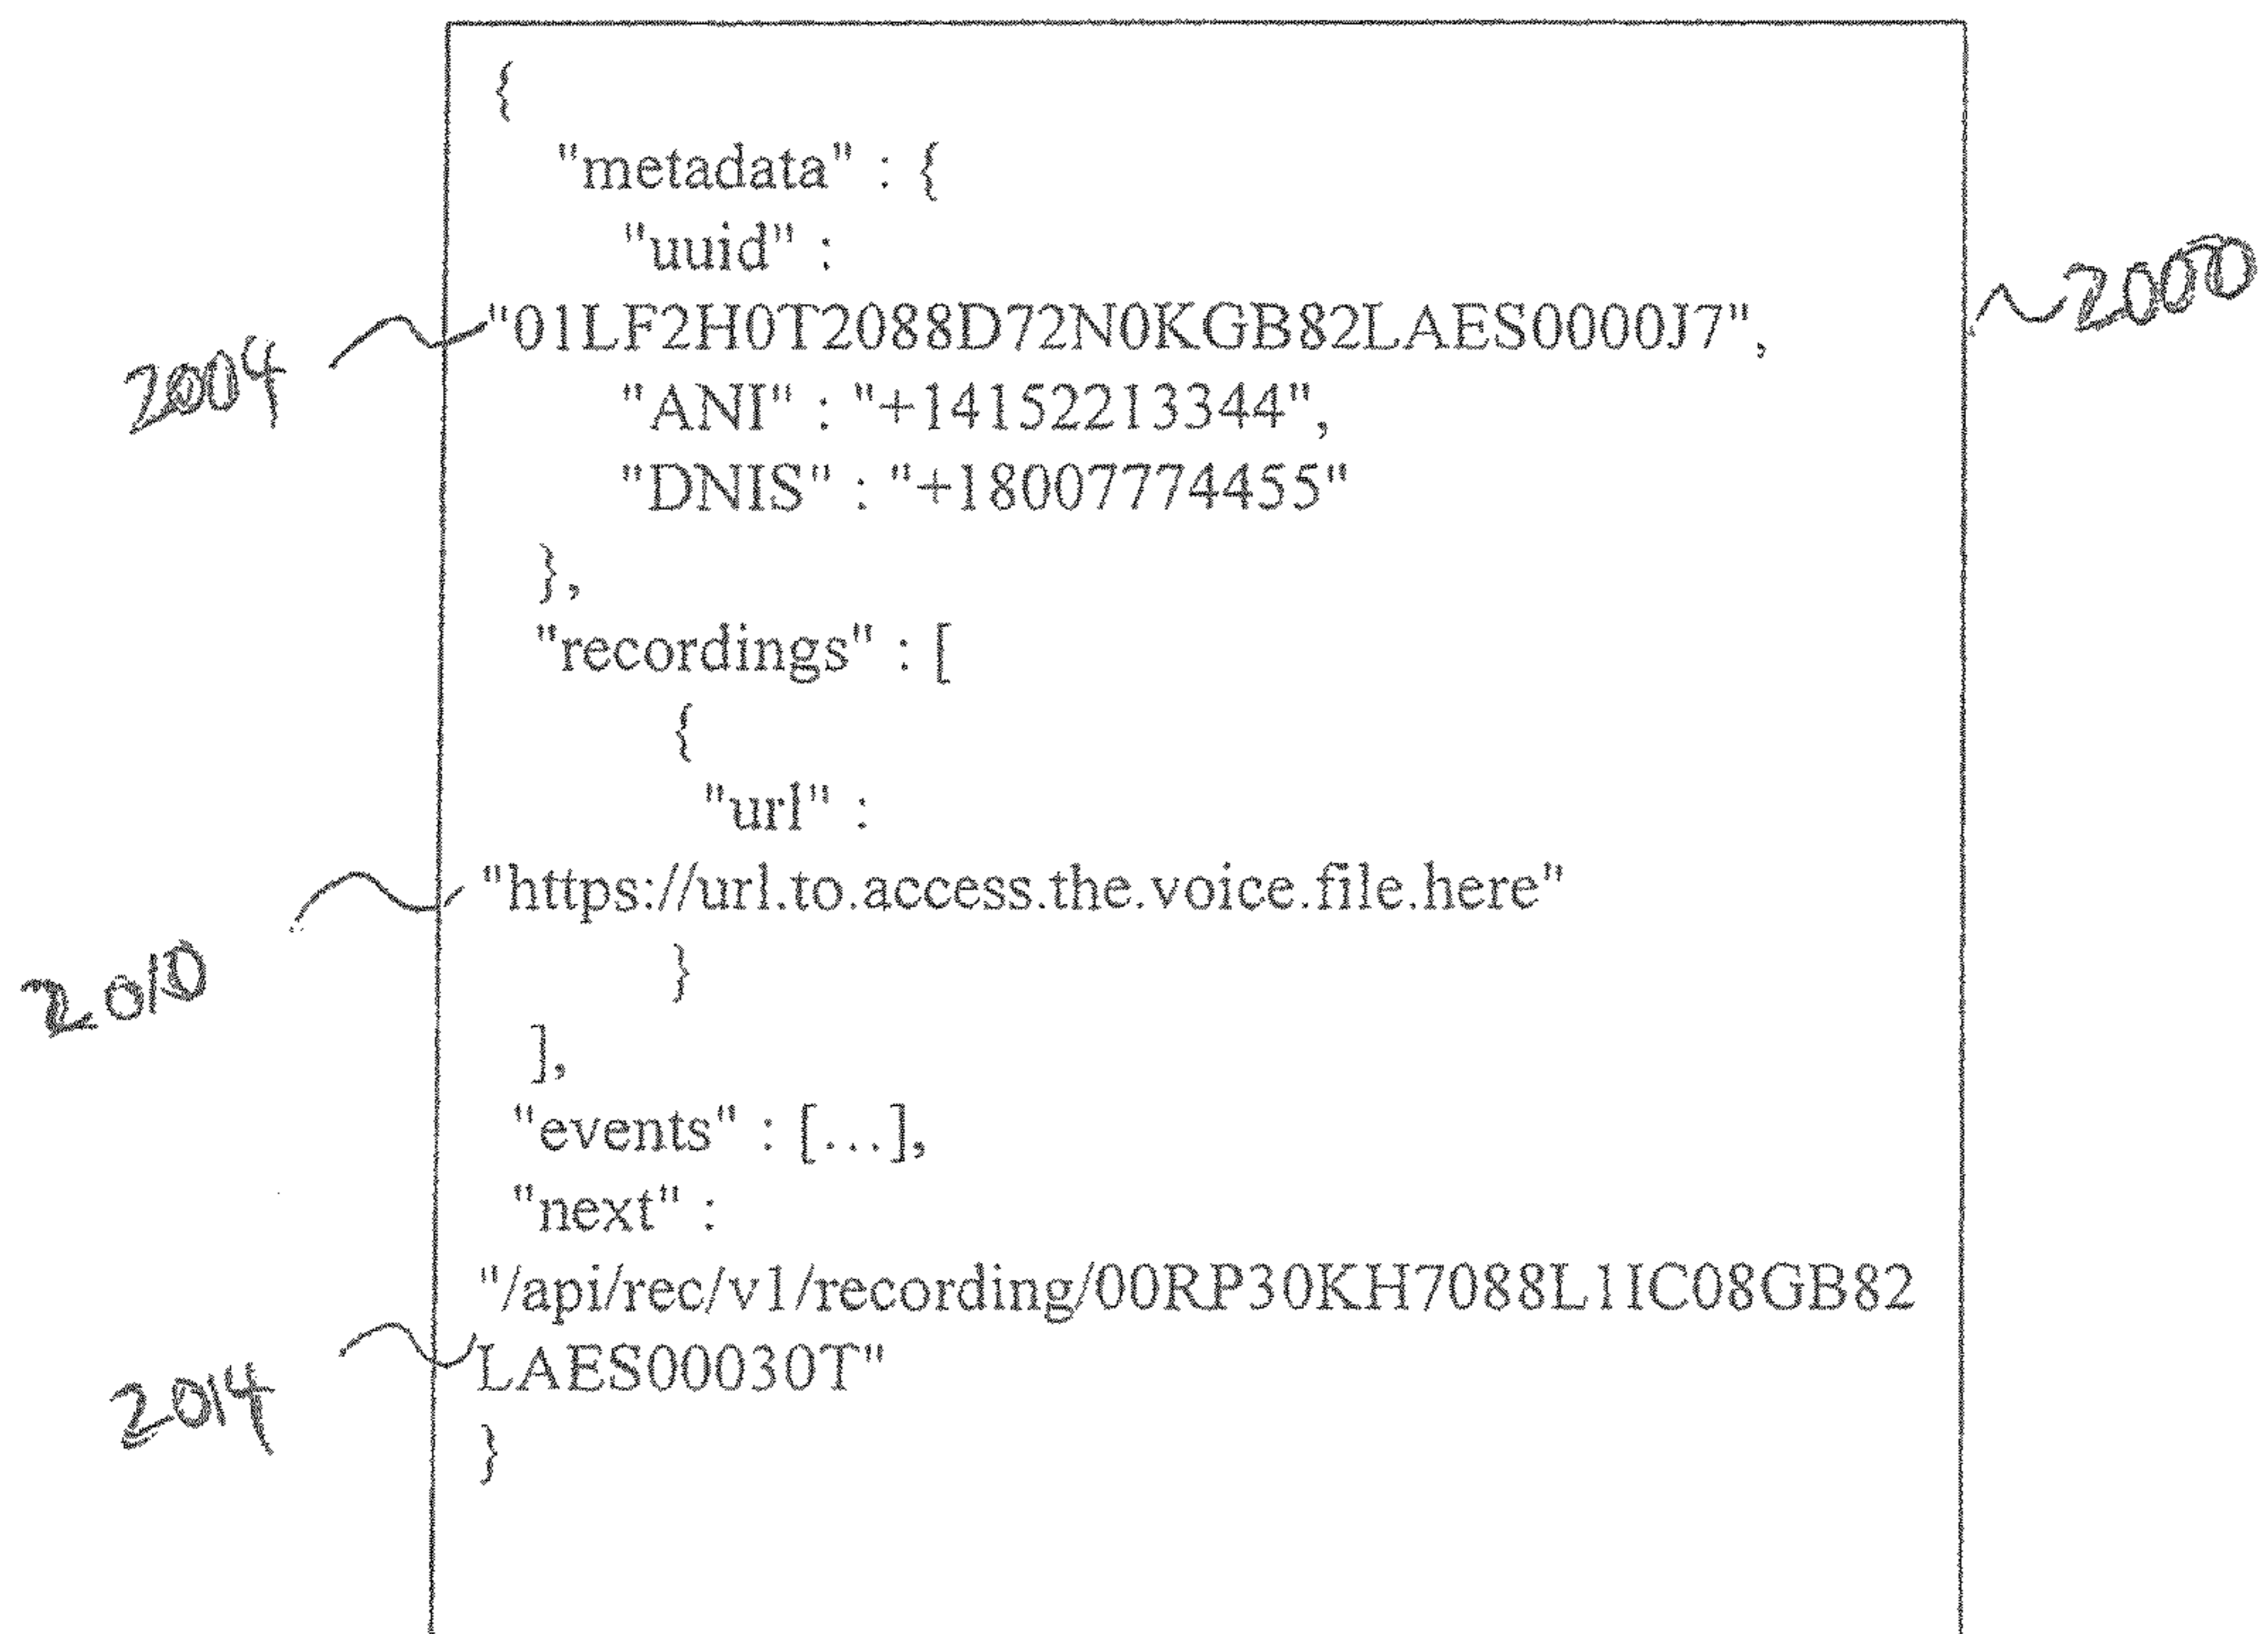 {
"metadata" : {
"uuid" :
"01LF2H0T2088D72N0KGB82LAES0000J7",
2000
2004
"ANI" : "+14152213344",
"DNIS" : "+18007774455"
},
"recordings" : [
{
"url" :
"https://url.to.access.the.voice.file.here"
2010
}
],
"events" : [...],
"next" :
"/api/rec/v1/recording/00RP30KH7088L1IC08GB82
LAES00030T"
2014
}